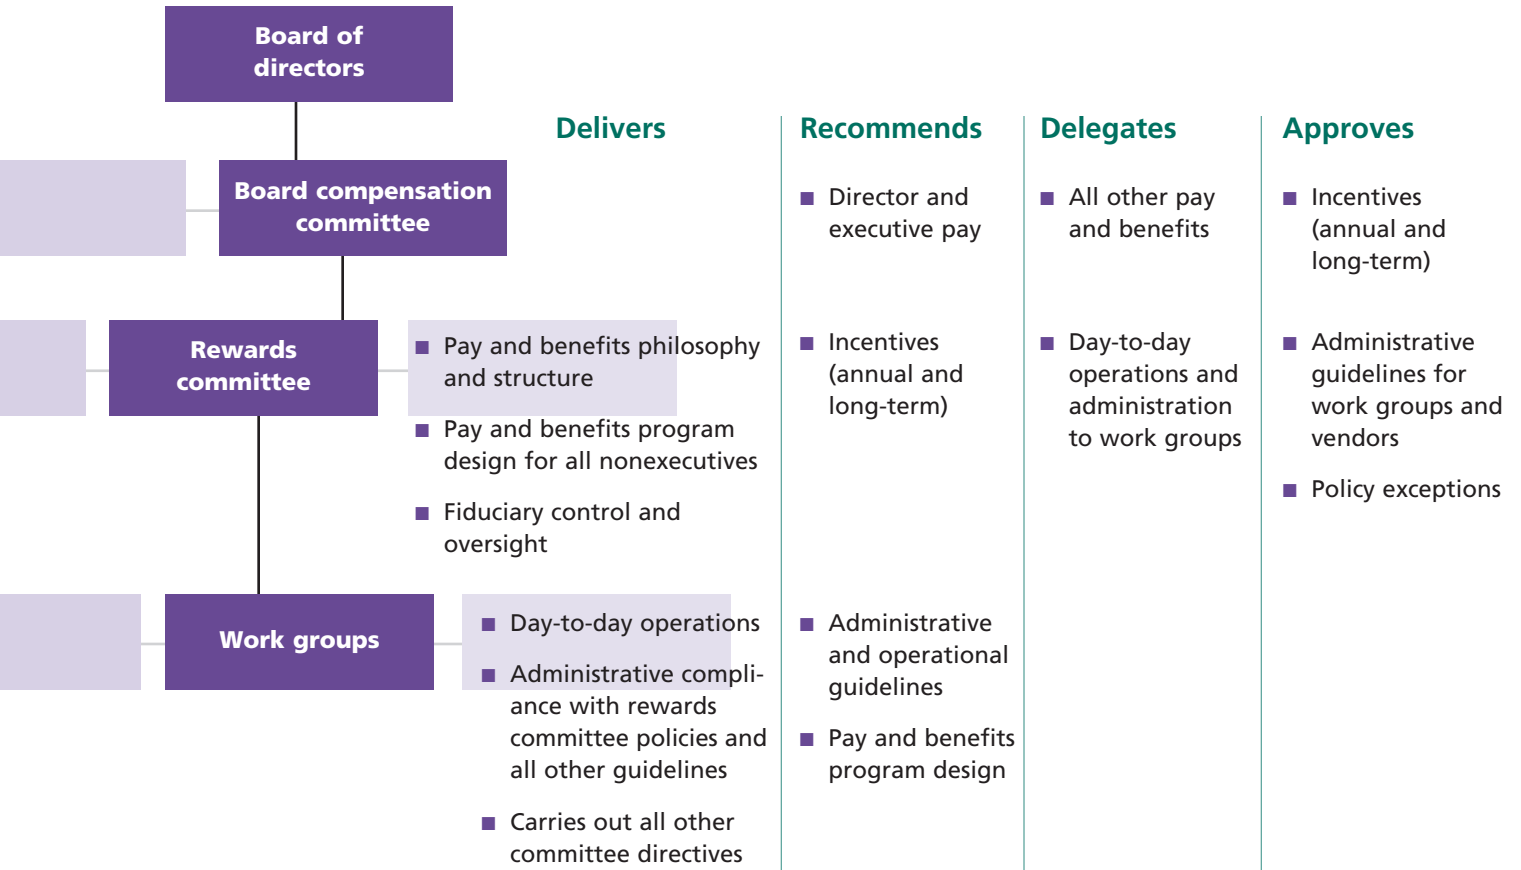 Board of
directors
Delivers
Recommends
Delegates
Approves
Board compensation
committee
■ Director and
executive pay
■ All other pay
and benefits
■ Incentives
(annual and
long-term)
Rewards
committee
■ Pay and benefits philosophy
and structure
■ Pay and benefits program
design for all nonexecutives
■ Fiduciary control and
oversight
■ Incentives
(annual and
long-term)
■ Day-to-day
operations and
administration
to work groups
■ Administrative
guidelines for
work groups and
vendors
■ Policy exceptions
Work groups
■ Day-to-day operations
■ Administrative compli-
ance with rewards
committee policies and
all other guidelines
■ Carries out all other
committee directives
■ Administrative
and operational
guidelines
■ Pay and benefits
program design